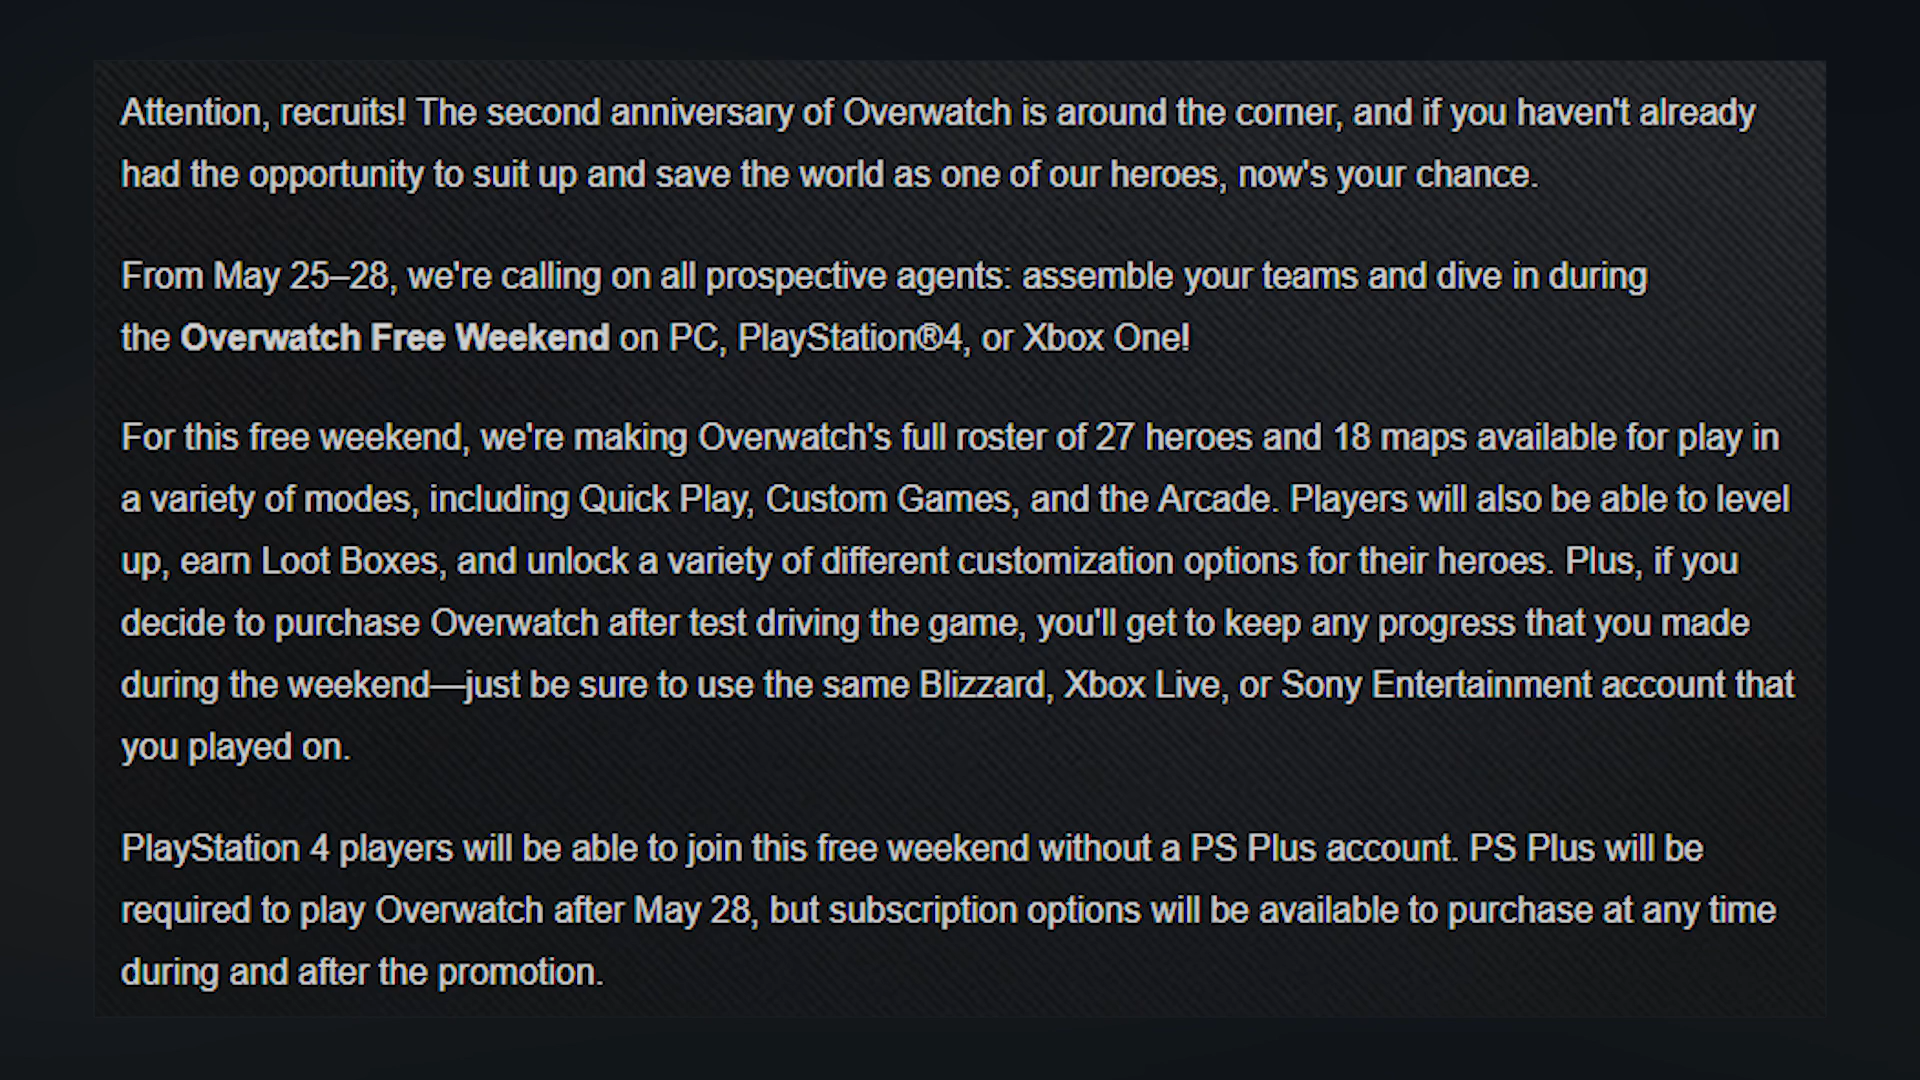 Attention, recruits! The second anniversary of Overwatch is around the corner, and if you haven't already
had the opportunity to suit up and save the world as one of our heroes, now's your chance.
From May 25–28, we're calling on all prospective agents: assemble your teams and dive in during
the Overwatch Free Weekend on PC, PlayStation®4, or Xbox One!
For this free weekend, we're making Overwatch's full roster of 27 heroes and 18 maps available for play in
a variety of modes, including Quick Play, Custom Games, and the Arcade. Players will also be able to level
up, earn Loot Boxes, and unlock a variety of different customization options for their heroes. Plus, if you
decide to purchase Overwatch after test driving the game, you'll get to keep any progress that you made
during the weekend—just be sure to use the same Blizzard, Xbox Live, or Sony Entertainment account that
you played on.
PlayStation 4 players will be able to join this free weekend without a PS Plus account. PS Plus will be
required to play Overwatch after May 28, but subscription options will be available to purchase at any time
during and after the promotion.